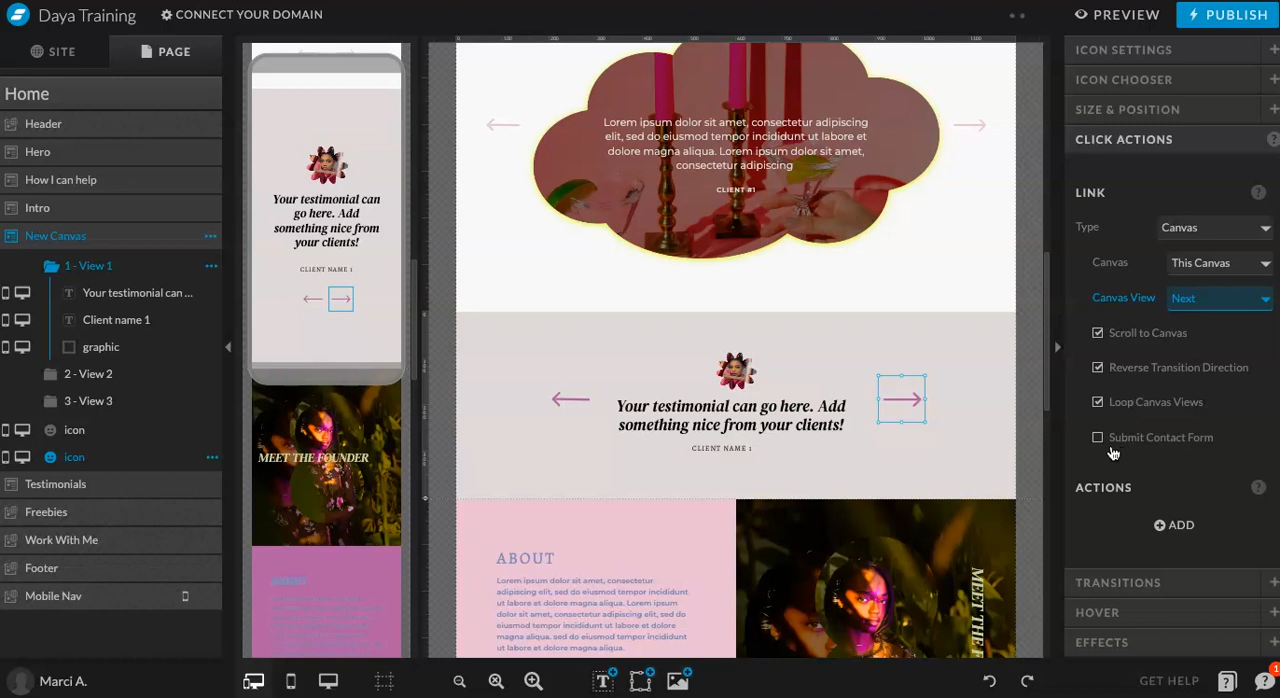 Daya Training
CONNECT YOUR DOMAIN
PREVIEW
PUBLISH
SITE
PAGE
Home
Header
Hero
How I can help
Intro
New Canvas
1 - View 1
Your testimonial can ...
Client name 1
graphic
2 - View 2
3 - View 3
icon
icon
Testimonials
Freebies
Work With Me
Footer
Mobile Nav
Marci A.
Your testimonial can
go here. Add
something nice from
your clients!
CLIENT NAME 1
MEET THE FOUNDER
Lorem ipsum dolor sit amet, consectetur adipiscing
elit, sed do eiusmod tempor incididunt ut labore et
dolore magna aliqua. Lorem ipsum dolor sit amet,
consectetur adipiscing
CLIENT #1
Your testimonial can go here. Add
something nice from your clients!
CLIENT NAME 1
ABOUT
Lorem ipsum dolor sit amet, consectetur
adipiscing elit, sed do eiusmod tempor incididunt
ut labore et dolore magna aliqua. Lorem ipsum
dolor sit amet, consectetur adipiscing elit, sed do
eiusmod tempor incididunt ut labore et dolore
magna aliqua. sed do eiusmod tempor incididunt
ut labore et dolore magna aliqua.
MEET THE F
ICON SETTINGS
ICON CHOOSER
SIZE & POSITION
CLICK ACTIONS
LINK
Type
Canvas
Canvas
This Canvas
Canvas View
Next
Scroll to Canvas
Reverse Transition Direction
Loop Canvas Views
Submit Contact Form
ACTIONS
ADD
TRANSITIONS
HOVER
EFFECTS
GET HELP
1